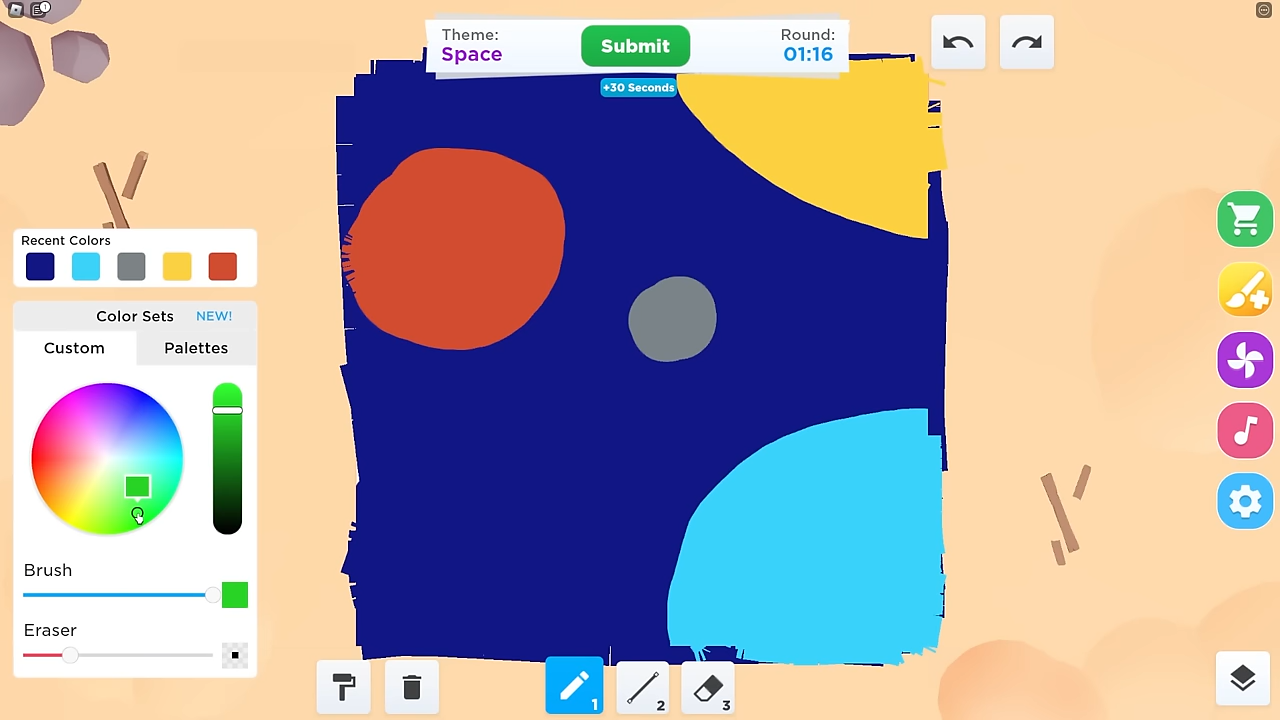 1
Theme:
Space
Submit
Round:
01:16
+30 Seconds
Recent Colors
Color Sets NEW!
Custom Palettes
Brush
Eraser
1 2 3